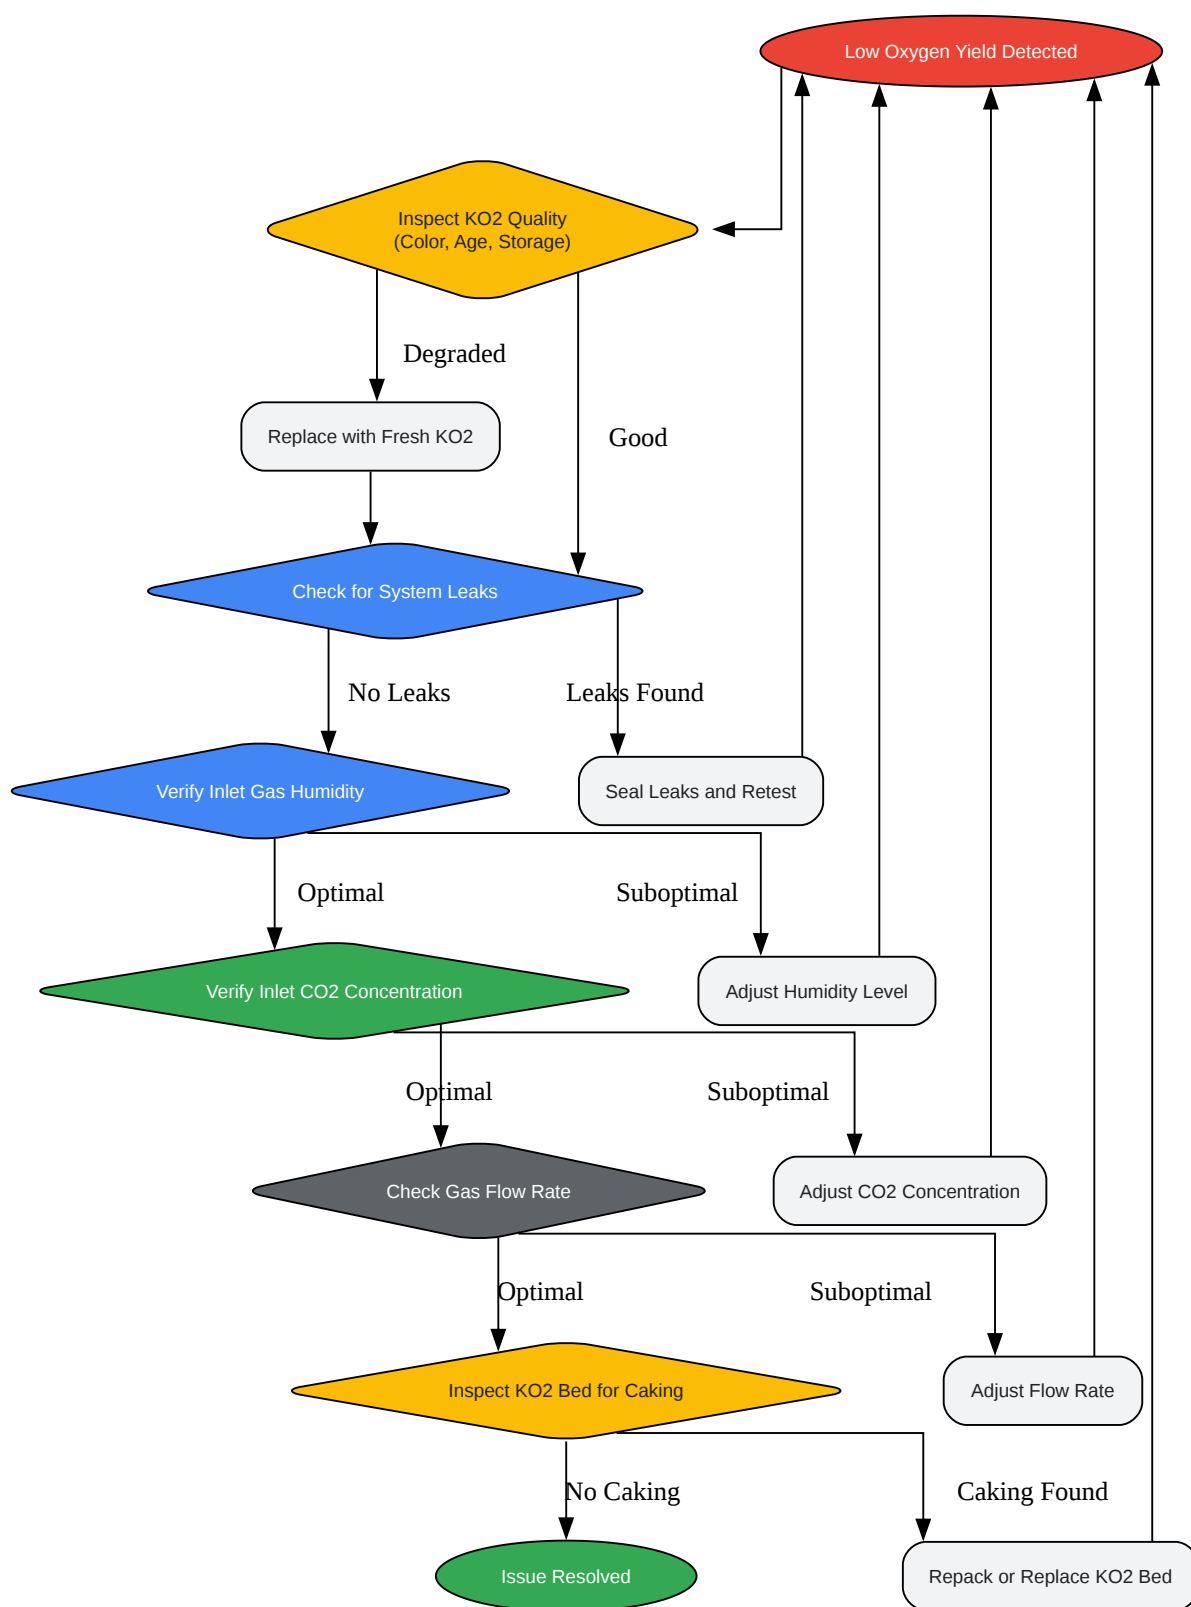 Low Oxygen Yield Detected
Inspect KO2 Quality
(Color, Age, Storage)
Degraded
Replace with Fresh KO2
Good
Check for System Leaks
No Leaks
Leaks Found
Verify Inlet Gas Humidity
Seal Leaks and Retest
Optimal
Suboptimal
Verify Inlet CO2 Concentration
Adjust Humidity Level
Optimal
Suboptimal
Check Gas Flow Rate
Adjust CO2 Concentration
Optimal
Suboptimal
Inspect KO2 Bed for Caking
Adjust Flow Rate
No Caking
Caking Found
Issue Resolved
Repack or Replace KO2 Bed